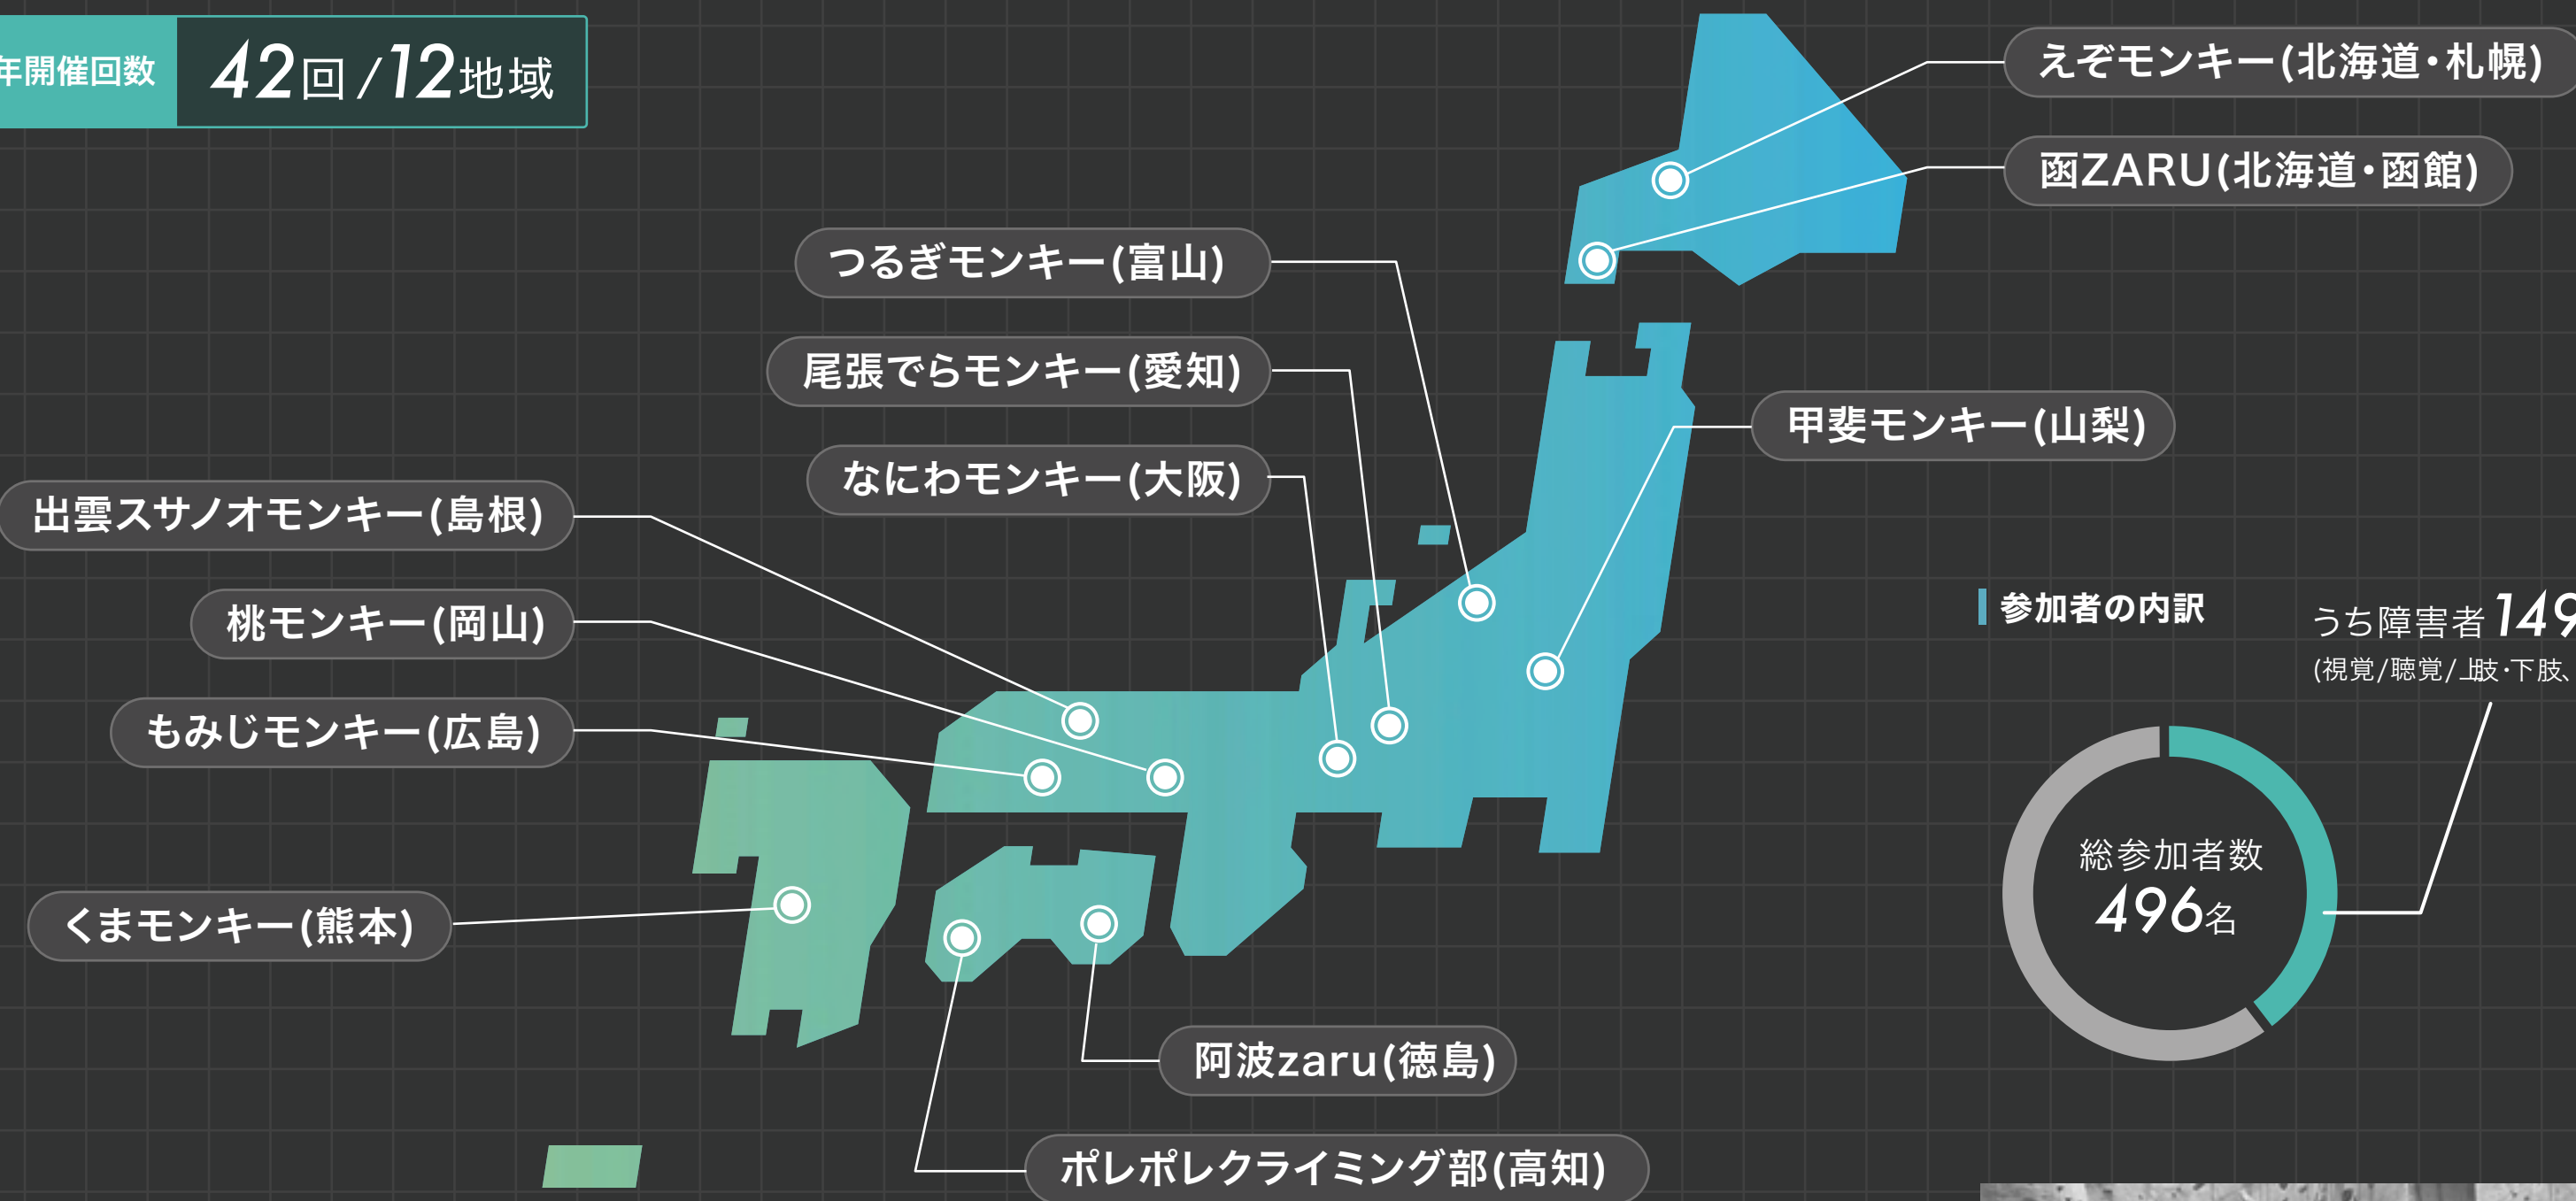 年開催回数
42回/12地域
えぞモンキー(北海道・札幌)
函ZARU(北海道・函館)
つるぎモンキー(富山)
尾張でらモンキー(愛知)
甲斐モンキー(山梨)
なにわモンキー(大阪)
出雲スサノオモンキー(島根)
桃モンキー(岡山)
もみじモンキー(広島)
くまモンキー(熊本)
阿波zaru(徳島)
ポレポレクライミング部(高知)
参加者の内訳
うち障害者149
(視覚/聴覚/上肢・下肢、
総参加者数
496名